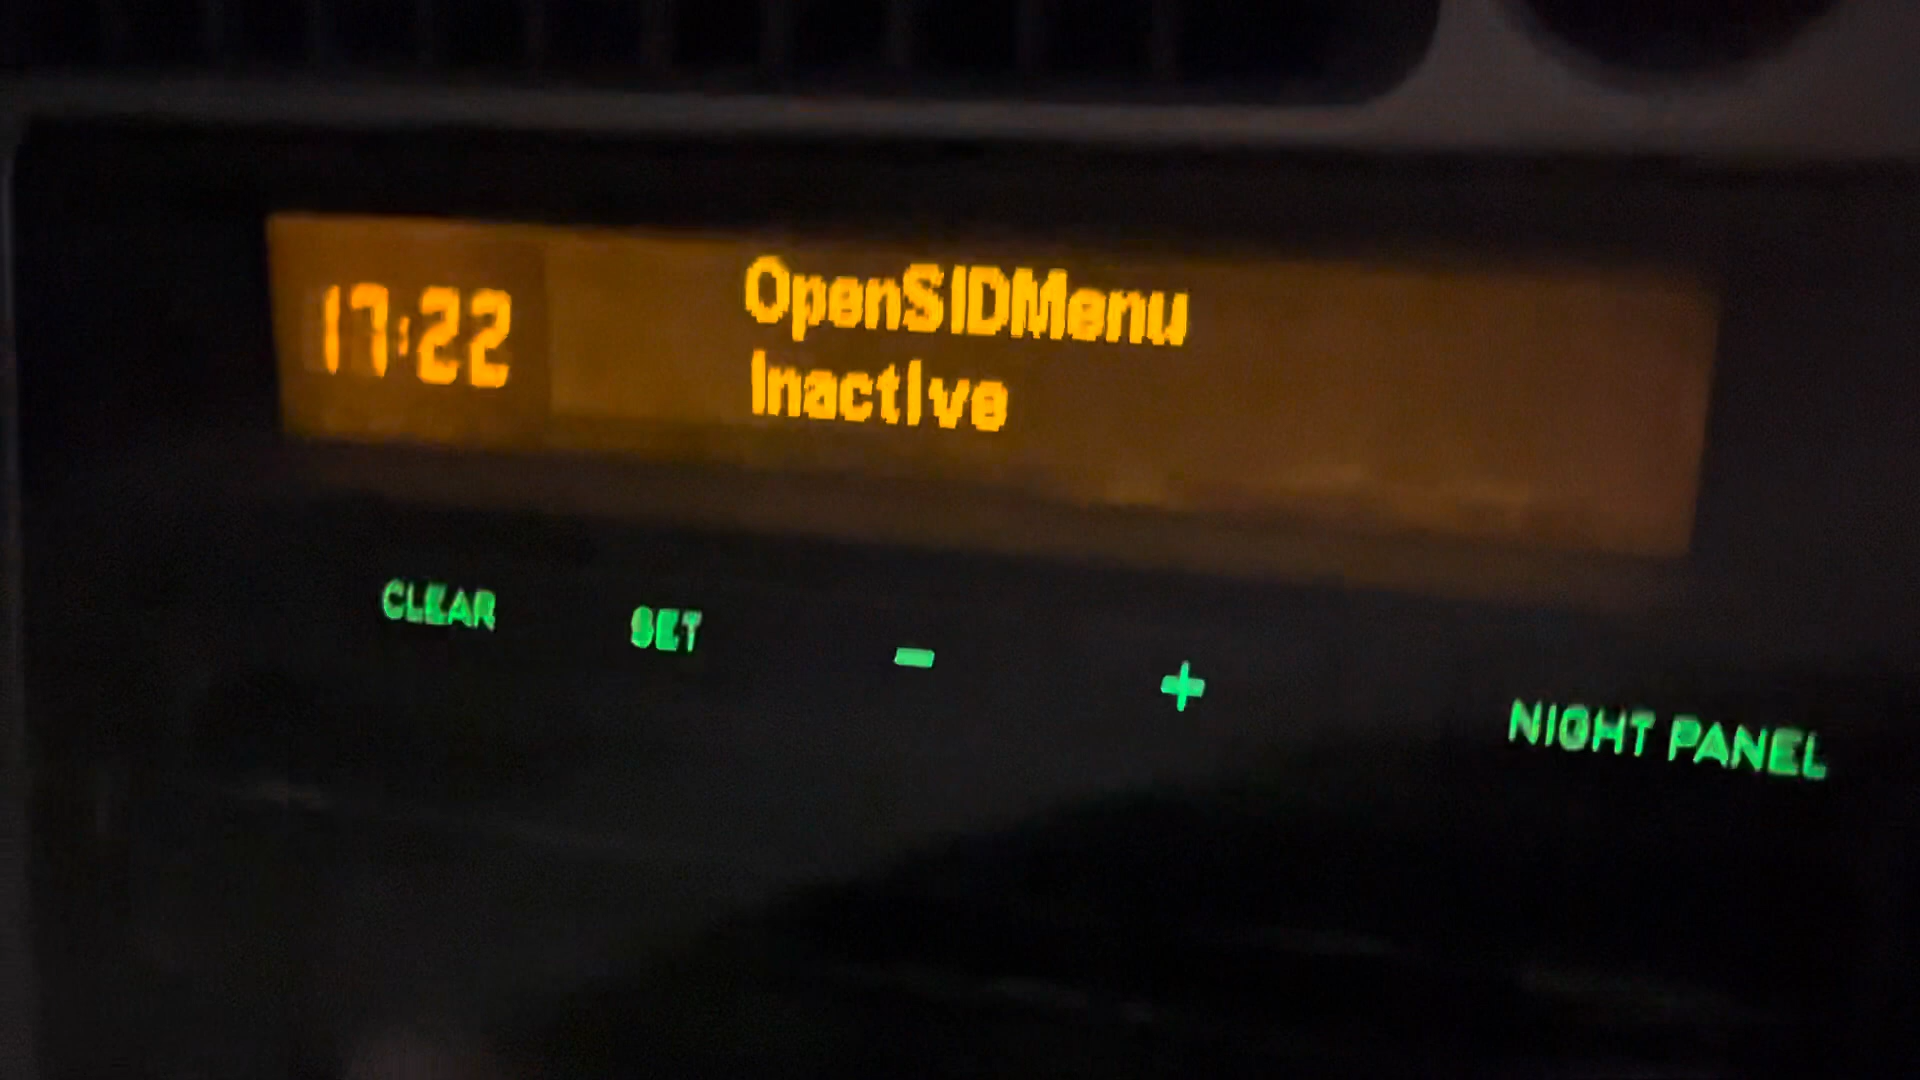 17:22
OpenSIDMenu
Inactive
CLEAR
SET
-
+
NIGHT PANEL